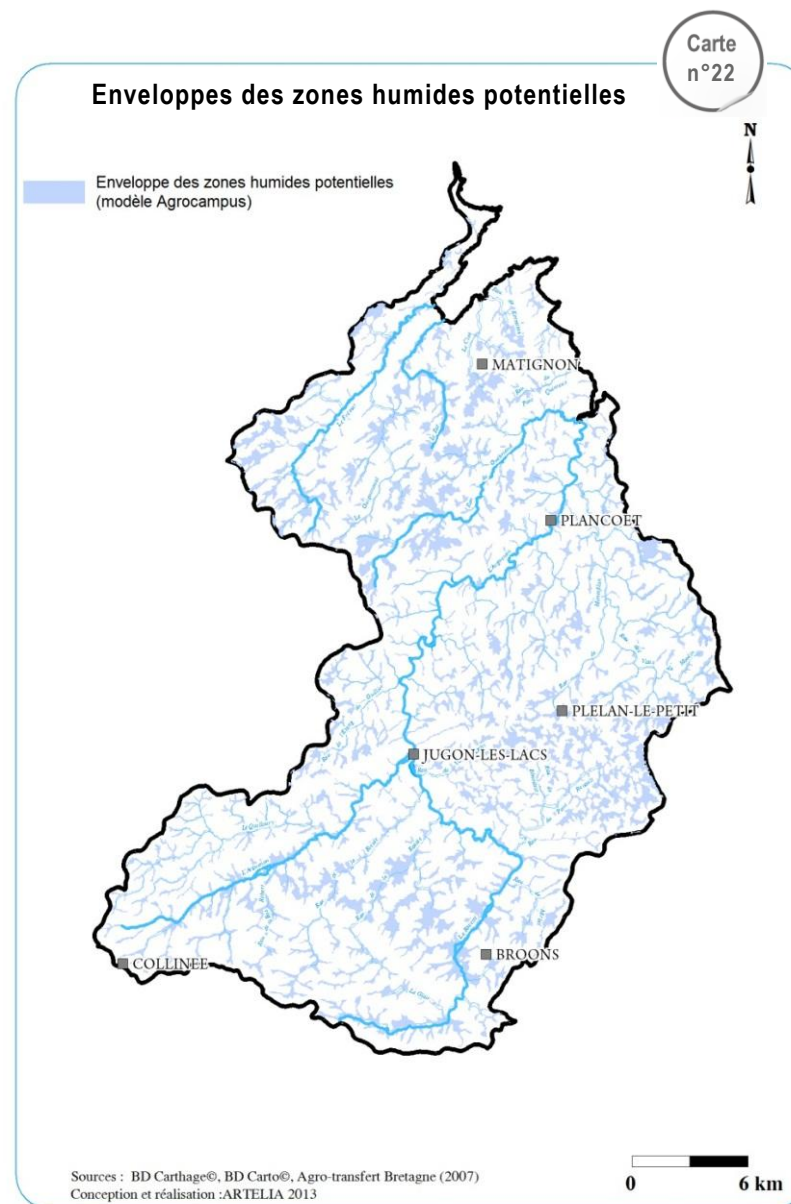 Carte
n°22
Enveloppes des zones humides potentielles
N
Enveloppe des zones humides potentielles
(modèle Agrocampus)
MATIGNON
PLANCOET
PLELAN-LE-PETIT
JUGON-LES-LACS
BROONS
COLLINEE
Sources : BD Carthage©, BD Carto©, Agro-transfert Bretagne (2007)
Conception et réalisation :ARTELIA 2013
0 6 km